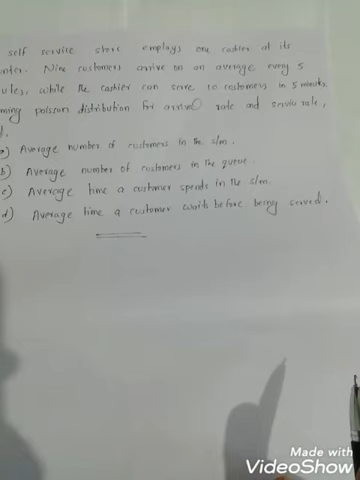 self service store employs one cashier at its
nter. Nine customers arrive on an average every 5
utes, while the cashier can serve 10 customers in 5 minutes.
ming poisson distribution for arrival rate and service rate,
d.
a) Average number of customers in the s/m.
b) Average number of customers in the queue.
c) Average time a customer spends in the s/m.
d) Average time a customer waits before being served.
Made with
VideoShow